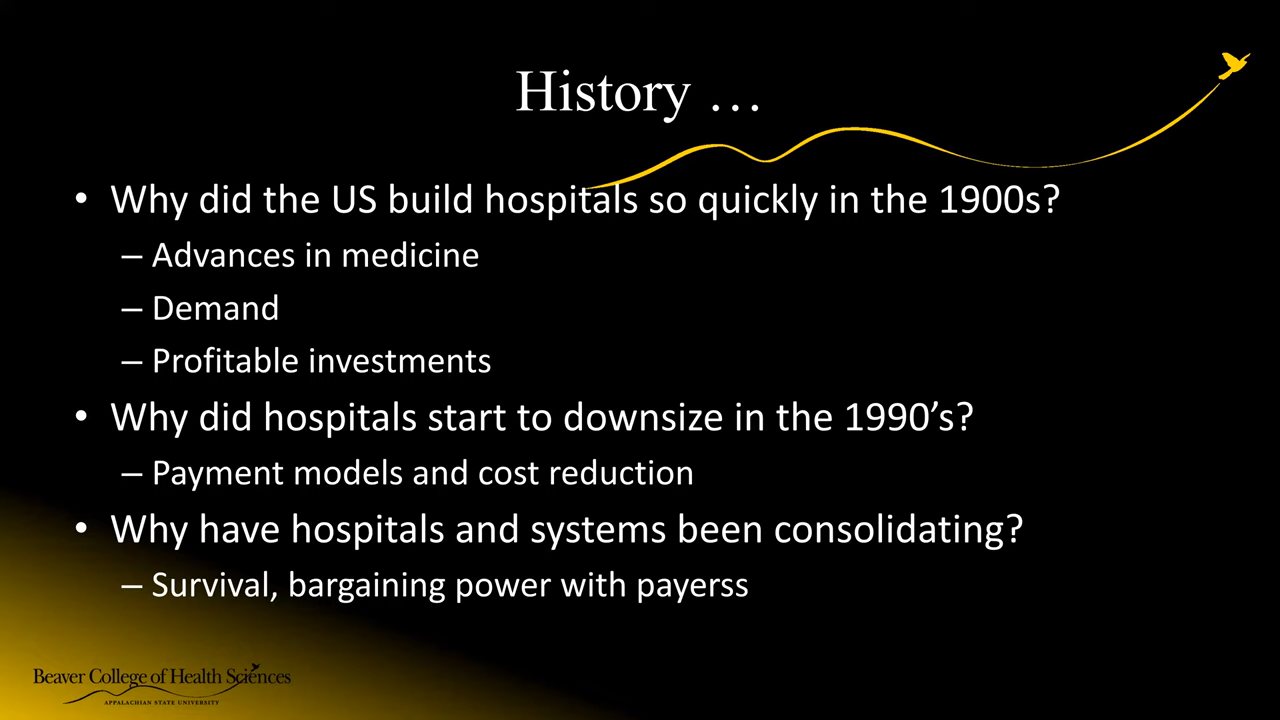 History …
• Why did the US build hospitals so quickly in the 1900s?
– Advances in medicine
– Demand
– Profitable investments
• Why did hospitals start to downsize in the 1990’s?
– Payment models and cost reduction
• Why have hospitals and systems been consolidating?
– Survival, bargaining power with payerss
Beaver College of Health Sciences
APPALACHIAN STATE UNIVERSITY